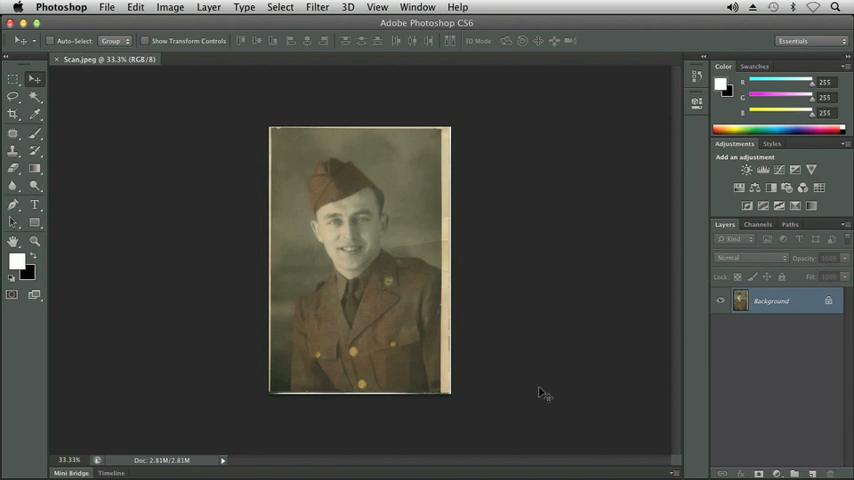 Photoshop File Edit Image Layer Type Select Filter 3D View Window Help
Adobe Photoshop CS6
Auto-Select: Group Show Transform Controls 3D Mode: Essentials
Scan.jpeg @ 33.3% (RGB/8)
Color Swatches
R 255
G 255
B 255
Adjustments Styles
Add an adjustment
Layers Channels Paths
Kind
Normal Opacity: 100%
Lock: Fill: 100%
Background
33.33% Doc: 2.81M/2.81M
Mini Bridge Timeline